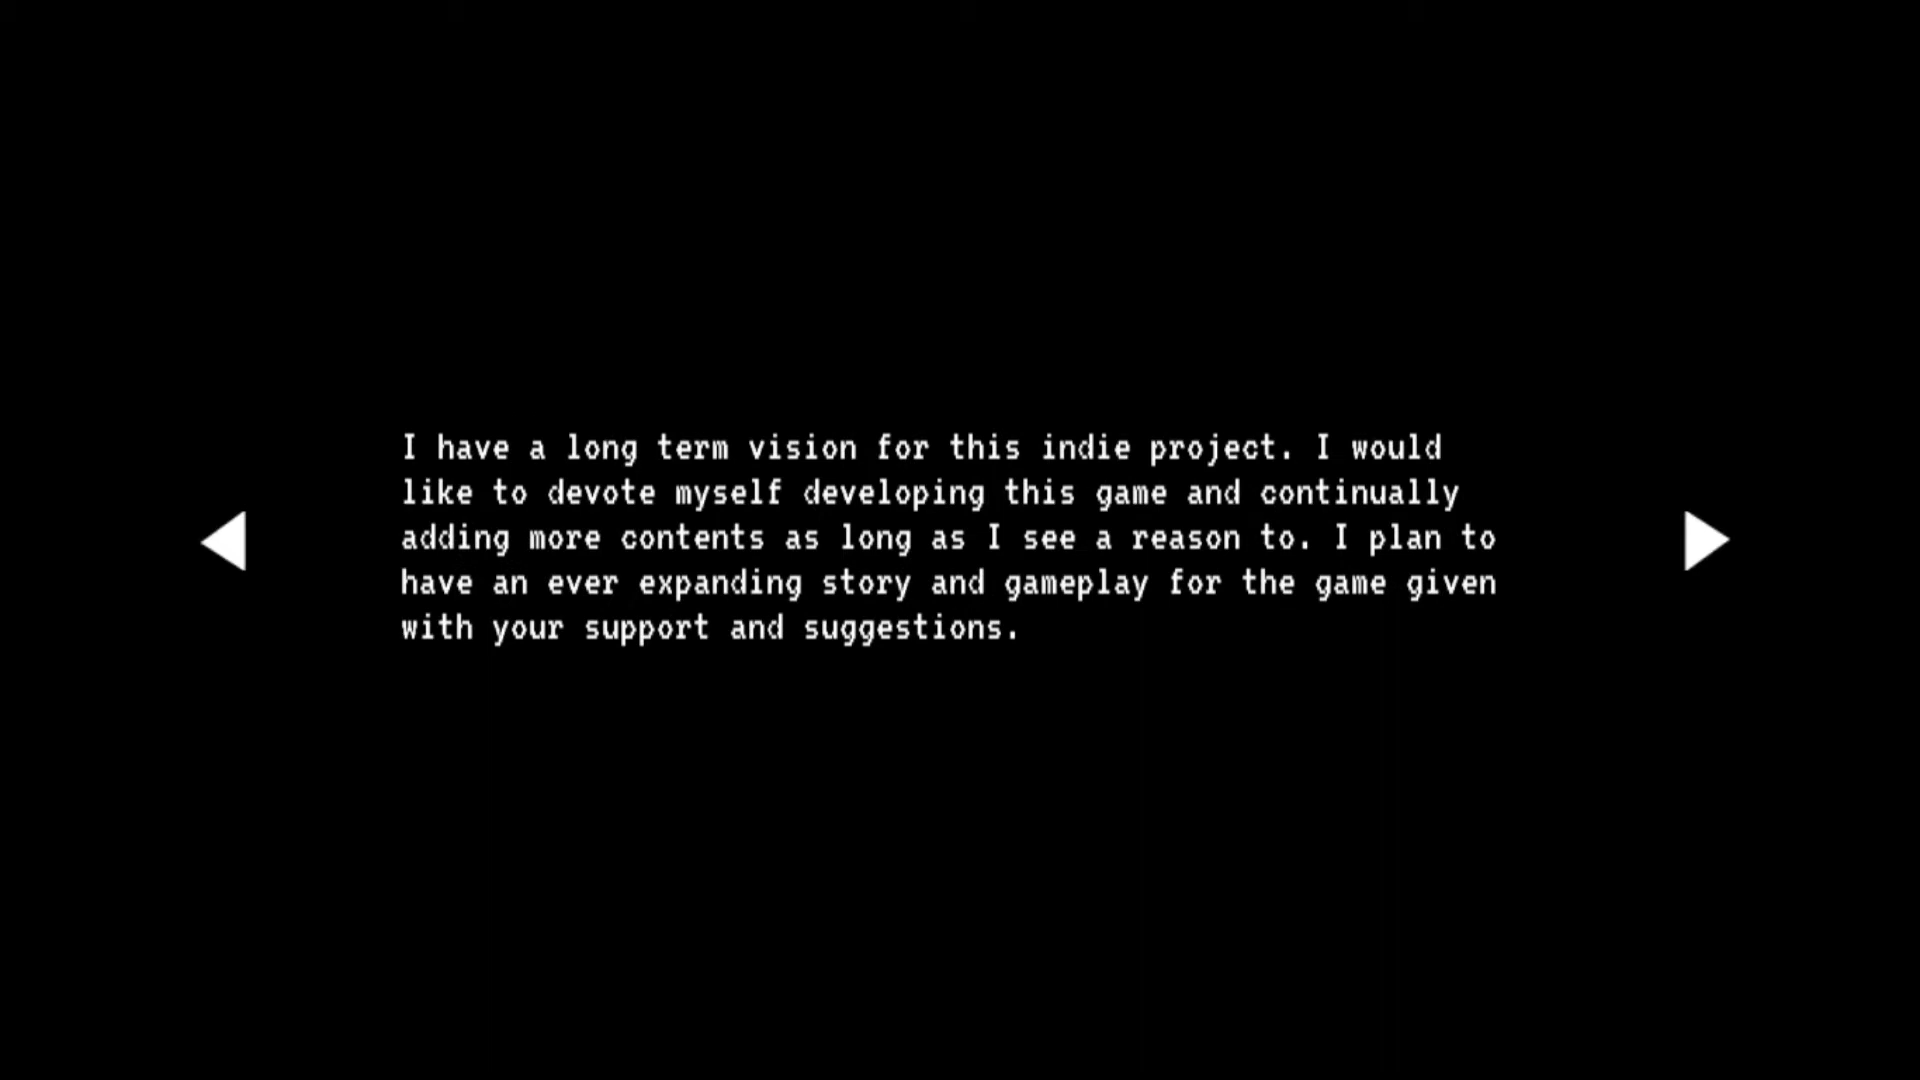 I have a long term vision for this indie project. I would
like to devote myself developing this game and continually
adding more contents as long as I see a reason to. I plan to
have an ever expanding story and gameplay for the game given
with your support and suggestions.